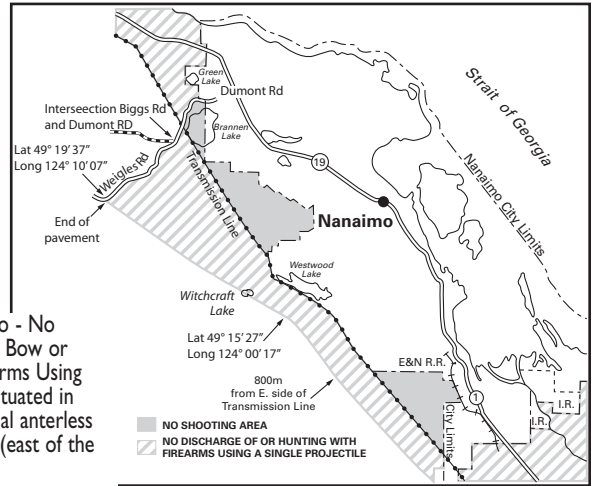 Green
Lake
Dumont Rd
Intersection Biggs Rd
and Dumont RD
Brannen
Lake
Strait of Georgia
Lat 49° 19' 37"
Long 124° 10' 07"
Weigles Rd
19
Transmission Line
Nanaimo City Limits
End of
pavement
Nanaimo
Westwood
Lake
Witchcraft
Lake
Lat 49° 15' 27"
Long 124° 00' 17"
o - No
Bow or
rms Using
tuated in
al anterless
(east of the
E&N R.R.
800m
from E. side of
Transmission Line
1
I.R.
I.R.
City Limits
NO SHOOTING AREA
NO DISCHARGE OF OR HUNTING WITH
FIREARMS USING A SINGLE PROJECTILE